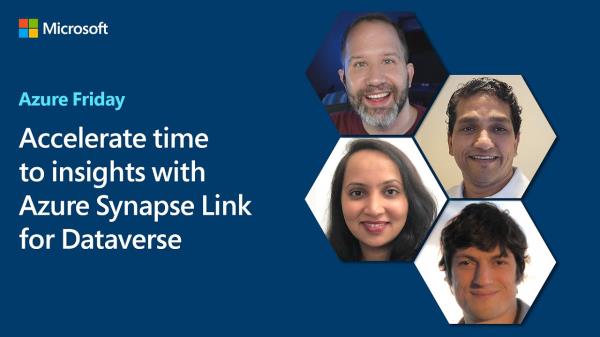 Microsoft
Azure Friday
Accelerate time
to insights with
Azure Synapse Link
for Dataverse